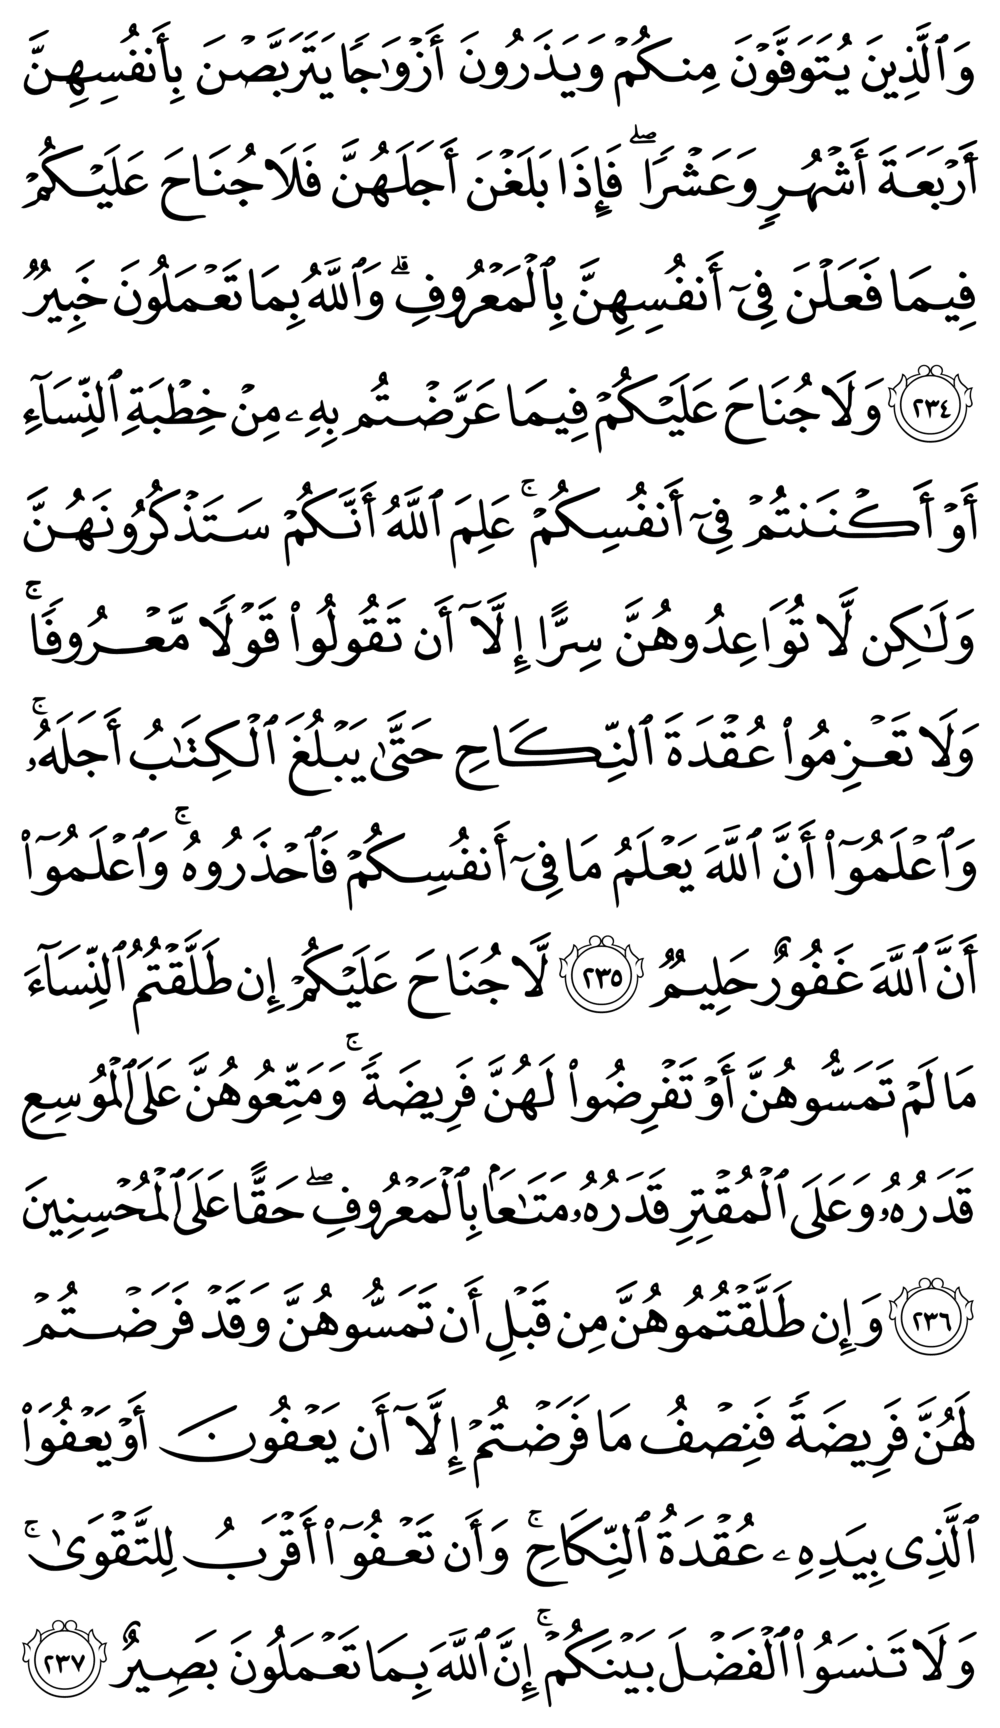 وَٱلَّذِينَ يُتَوَفَّوْنَ مِنكُمْ وَيَذَرُونَ أَزْوَٰجًا يَتَرَبَّصْنَ بِأَنفُسِهِنَّ
أَرْبَعَةَ أَشْهُرٍ وَعَشْرًا ۖ فَإِذَا بَلَغْنَ أَجَلَهُنَّ فَلَا جُنَاحَ عَلَيْكُمْ
فِيمَا فَعَلْنَ فِىٓ أَنفُسِهِنَّ بِٱلْمَعْرُوفِ ۗ وَٱللَّهُ بِمَا تَعْمَلُونَ خَبِيرٌ
٢٣٤ وَلَا جُنَاحَ عَلَيْكُمْ فِيمَا عَرَّضْتُم بِهِۦ مِنْ خِطْبَةِ ٱلنِّسَآءِ
أَوْ أَكْنَنتُمْ فِىٓ أَنفُسِكُمْ ۚ عَلِمَ ٱللَّهُ أَنَّكُمْ سَتَذْكُرُونَهُنَّ
وَلَٰكِن لَّا تُوَاعِدُوهُنَّ سِرًّا إِلَّآ أَن تَقُولُوا۟ قَوْلًا مَّعْرُوفًا ۚ
وَلَا تَعْزِمُوا۟ عُقْدَةَ ٱلنِّكَاحِ حَتَّىٰ يَبْلُغَ ٱلْكِتَٰبُ أَجَلَهُۥ ۚ
وَٱعْلَمُوٓا۟ أَنَّ ٱللَّهَ يَعْلَمُ مَا فِىٓ أَنفُسِكُمْ فَٱحْذَرُوهُ ۚ وَٱعْلَمُوٓا۟
أَنَّ ٱللَّهَ غَفُورٌ حَلِيمٌ ٢٣٥ لَّا جُنَاحَ عَلَيْكُمْ إِن طَلَّقْتُمُ ٱلنِّسَآءَ
مَا لَمْ تَمَسُّوهُنَّ أَوْ تَفْرِضُوا۟ لَهُنَّ فَرِيضَةً ۚ وَمَتِّعُوهُنَّ عَلَى ٱلْمُوسِعِ
قَدَرُهُۥ وَعَلَى ٱلْمُقْتِرِ قَدَرُهُۥ مَتَٰعًۢا بِٱلْمَعْرُوفِ ۖ حَقًّا عَلَى ٱلْمُحْسِنِينَ
٢٣٦ وَإِن طَلَّقْتُمُوهُنَّ مِن قَبْلِ أَن تَمَسُّوهُنَّ وَقَدْ فَرَضْتُمْ
لَهُنَّ فَرِيضَةً فَنِصْفُ مَا فَرَضْتُمْ إِلَّآ أَن يَعْفُونَ أَوْ يَعْفُوَا۟
ٱلَّذِى بِيَدِهِۦ عُقْدَةُ ٱلنِّكَاحِ ۚ وَأَن تَعْفُوٓا۟ أَقْرَبُ لِلتَّقْوَىٰ ۚ
وَلَا تَنسَوُا۟ ٱلْفَضْلَ بَيْنَكُمْ ۚ إِنَّ ٱللَّهَ بِمَا تَعْمَلُونَ بَصِيرٌ ٢٣٧